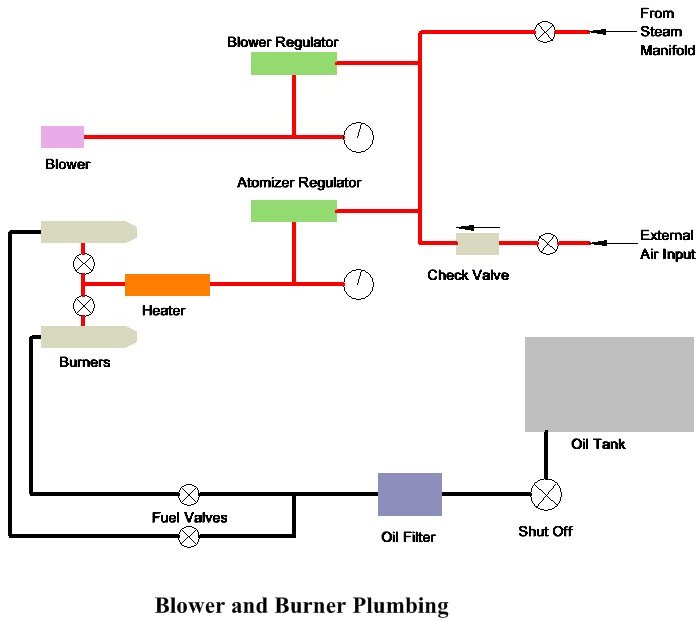 From
Steam
Manifold
Blower Regulator
Blower
Atomizer Regulator
External
Air Input
Check Valve
Heater
Burners
Oil Tank
Fuel Valves
Shut Off
Oil Filter
Blower and Burner Plumbing